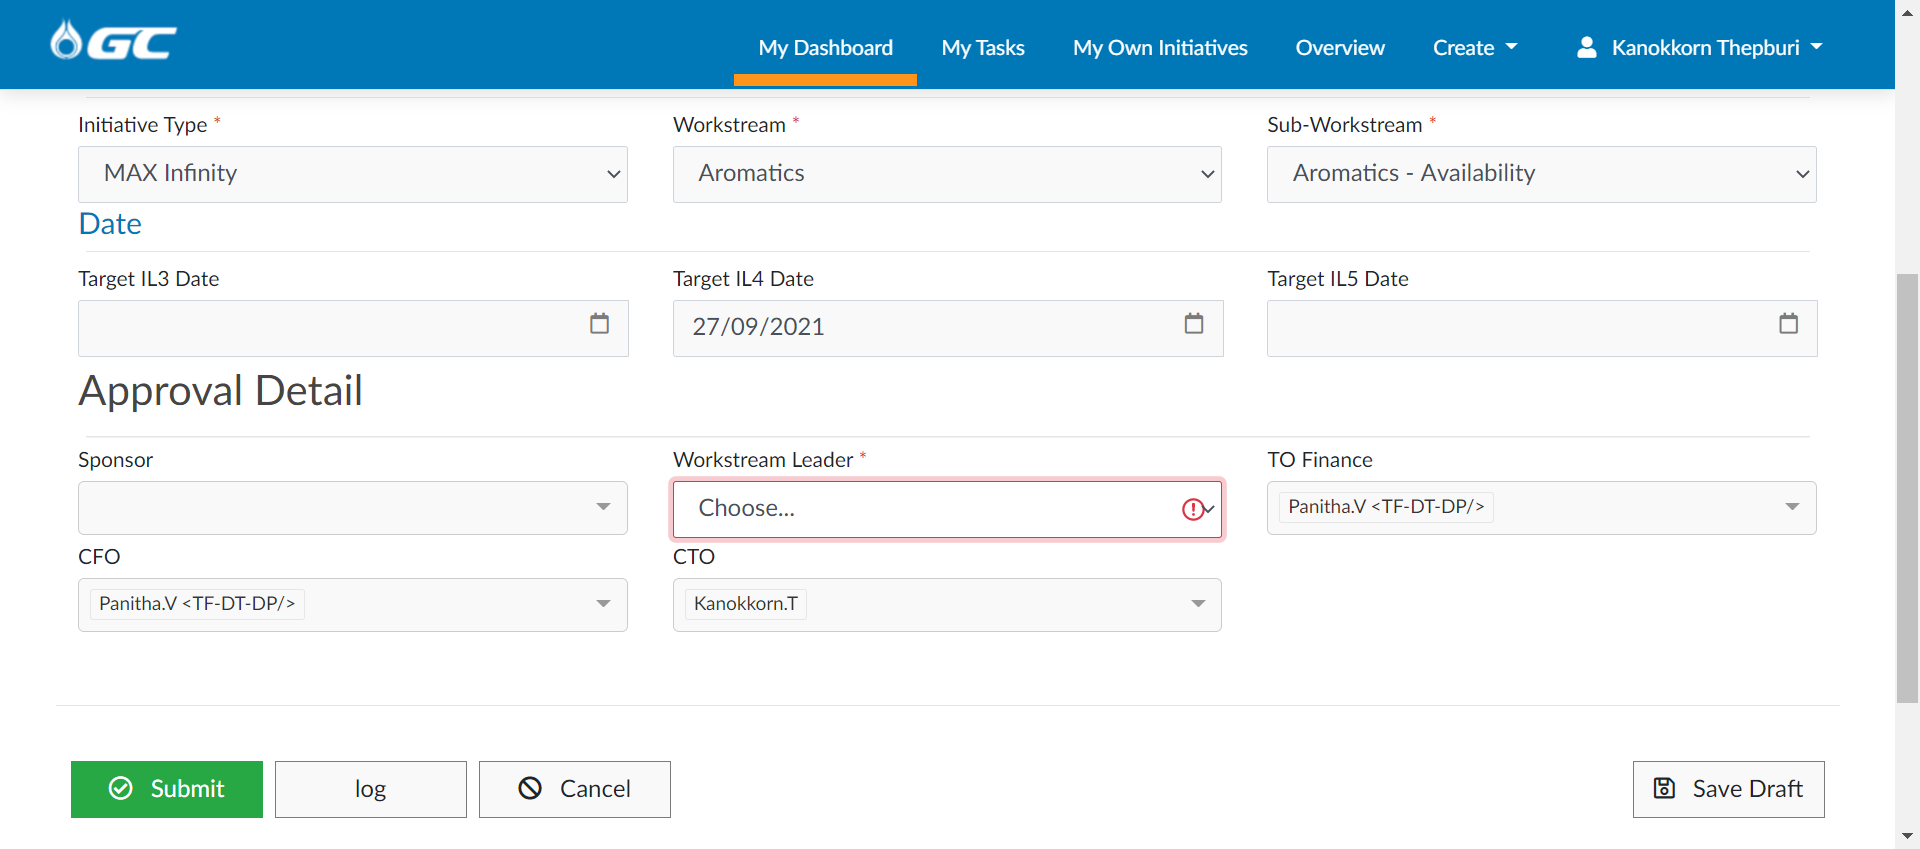 GC
My Dashboard
My Tasks
My Own Initiatives
Overview
Create
Kanokkorn Thepburi
Initiative Type *
Workstream *
Sub-Workstream *
MAX Infinity
Aromatics
Aromatics - Availability
Date
Target IL3 Date
Target IL4 Date
Target IL5 Date
27/09/2021
Approval Detail
Sponsor
Workstream Leader *
TO Finance
Choose...
Panitha.V <TF-DT-DP/>
CFO
CTO
Panitha.V <TF-DT-DP/>
Kanokkorn.T
Submit
log
Cancel
Save Draft